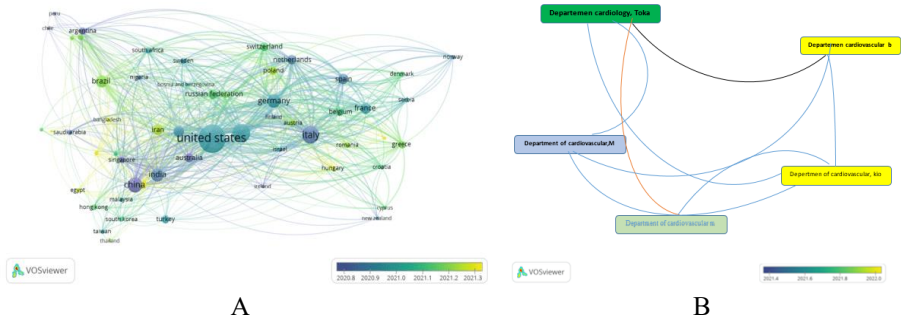 peru
chile
argentina
south africa
switzerland
netherlands
norway
sweden
poland
spain
denmark
brazil
nigeria
bosnia and herzegovina
russian federation
germany
serbia
belgium
france
bangladesh
finland
saudi arabia
iran
united states
austria
italy
romania
greece
israel
singapore
australia
hungary
croatia
india
china
egypt
malaysia
iceland
hong kong
south korea
turkey
cyprus
new zealand
taiwan
thailand
VOSviewer
2020.8 2020.9 2021.0 2021.1 2021.2 2021.3
A
Departemen cardiology, Toka
Departemen cardiovascular b
Department of cardiovascular,M
Departmen of cardiovascular, kio
Department of cardiovascular m
VOSviewer
2021.4 2021.6 2021.8 2022.0
B